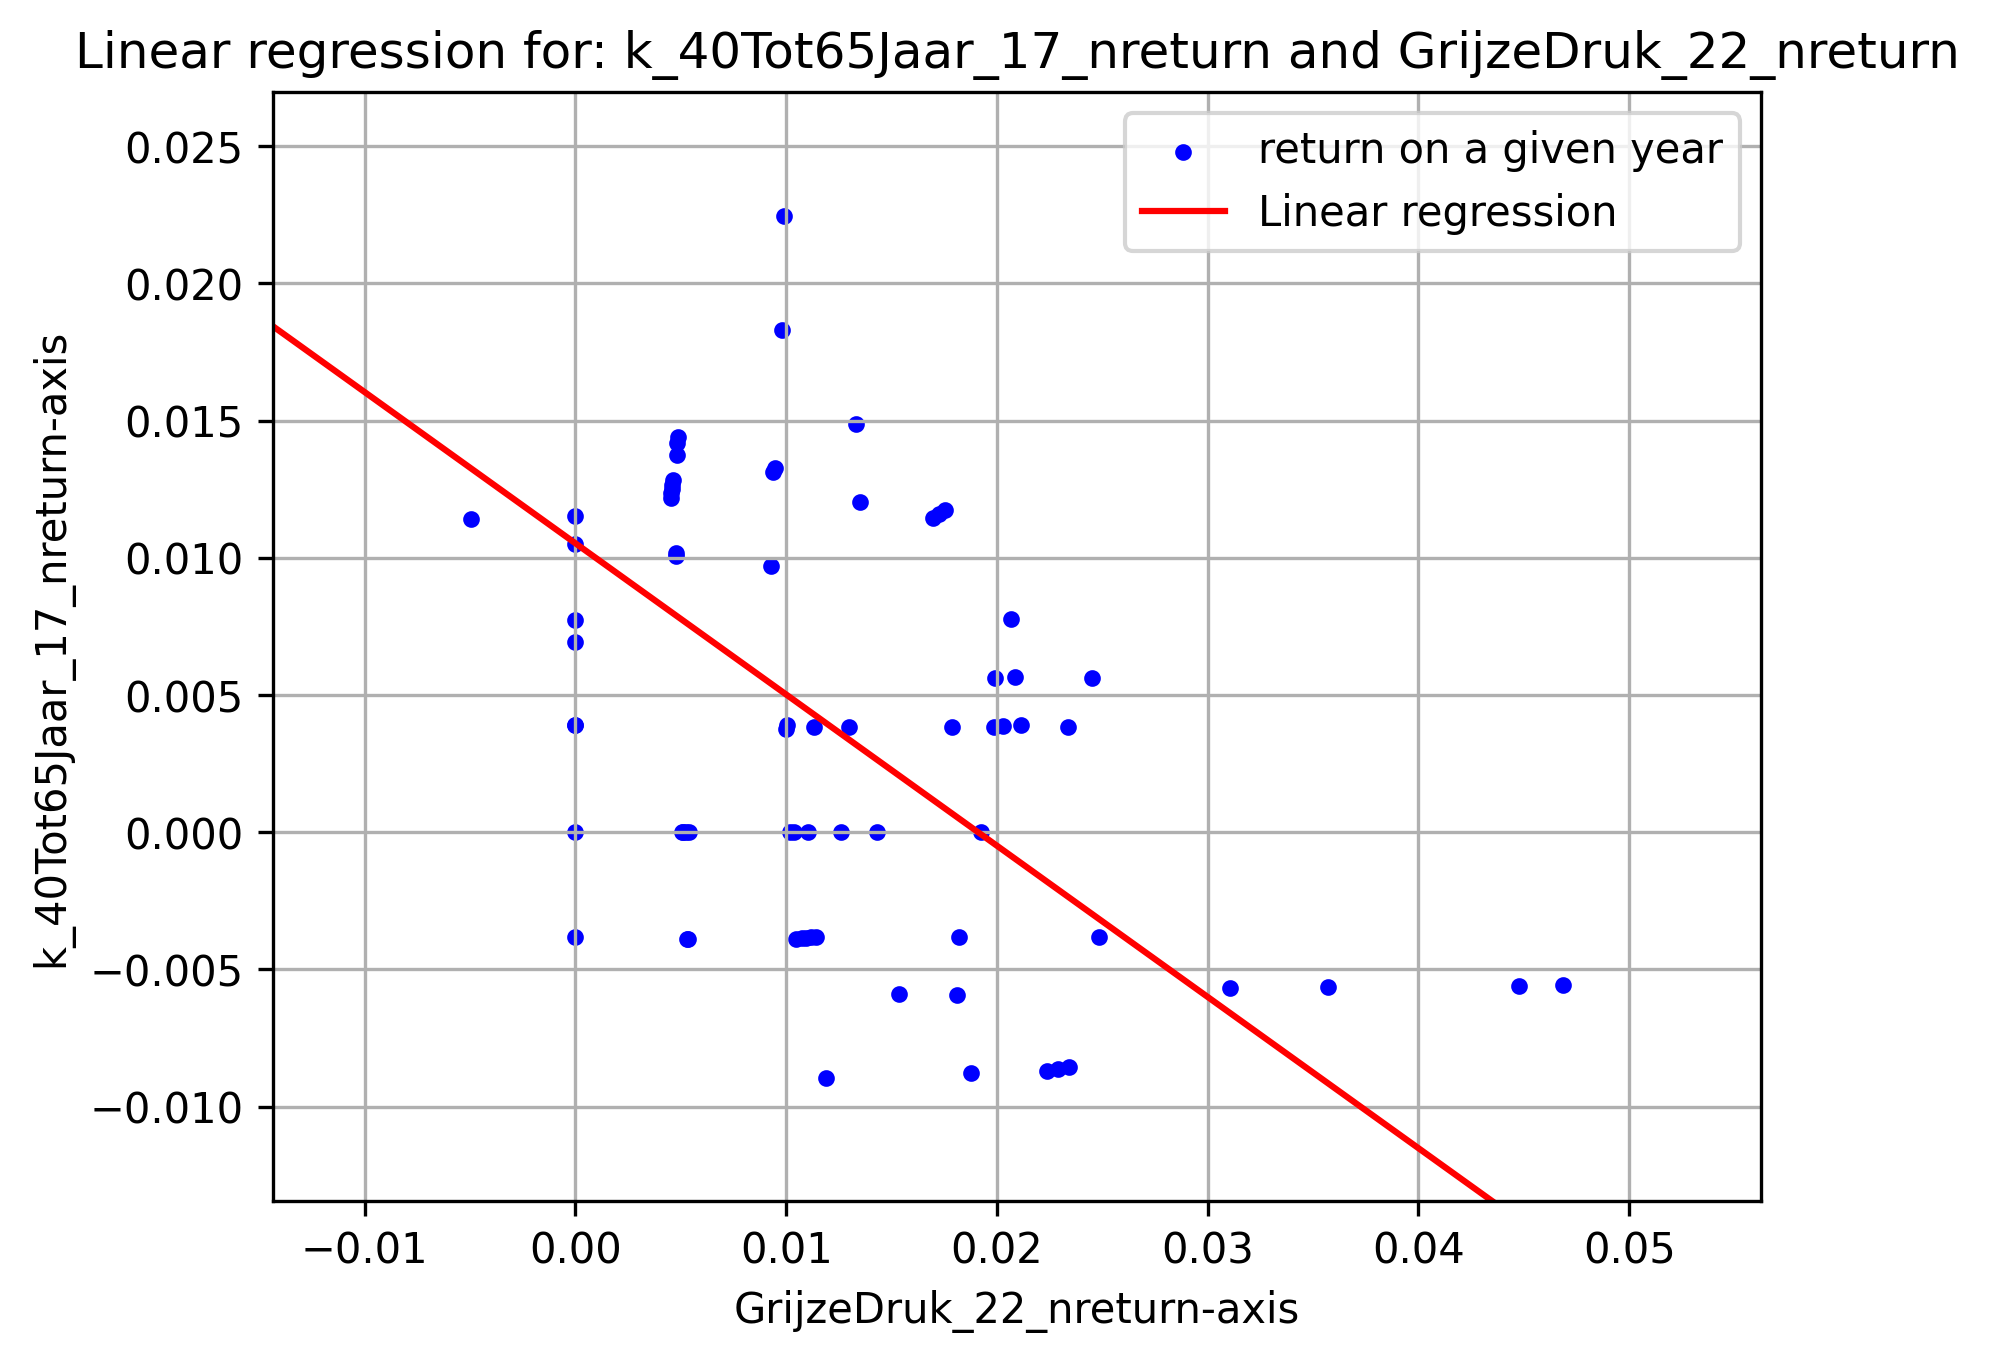 Linear regression for: k_40Tot65Jaar_17_nreturn and GrijzeDruk_22_nreturn
return on a given year
Linear regression
k_40Tot65Jaar_17_nreturn-axis
0.025
0.020
0.015
0.010
0.005
0.000
−0.005
−0.010
−0.01 0.00 0.01 0.02 0.03 0.04 0.05
GrijzeDruk_22_nreturn-axis